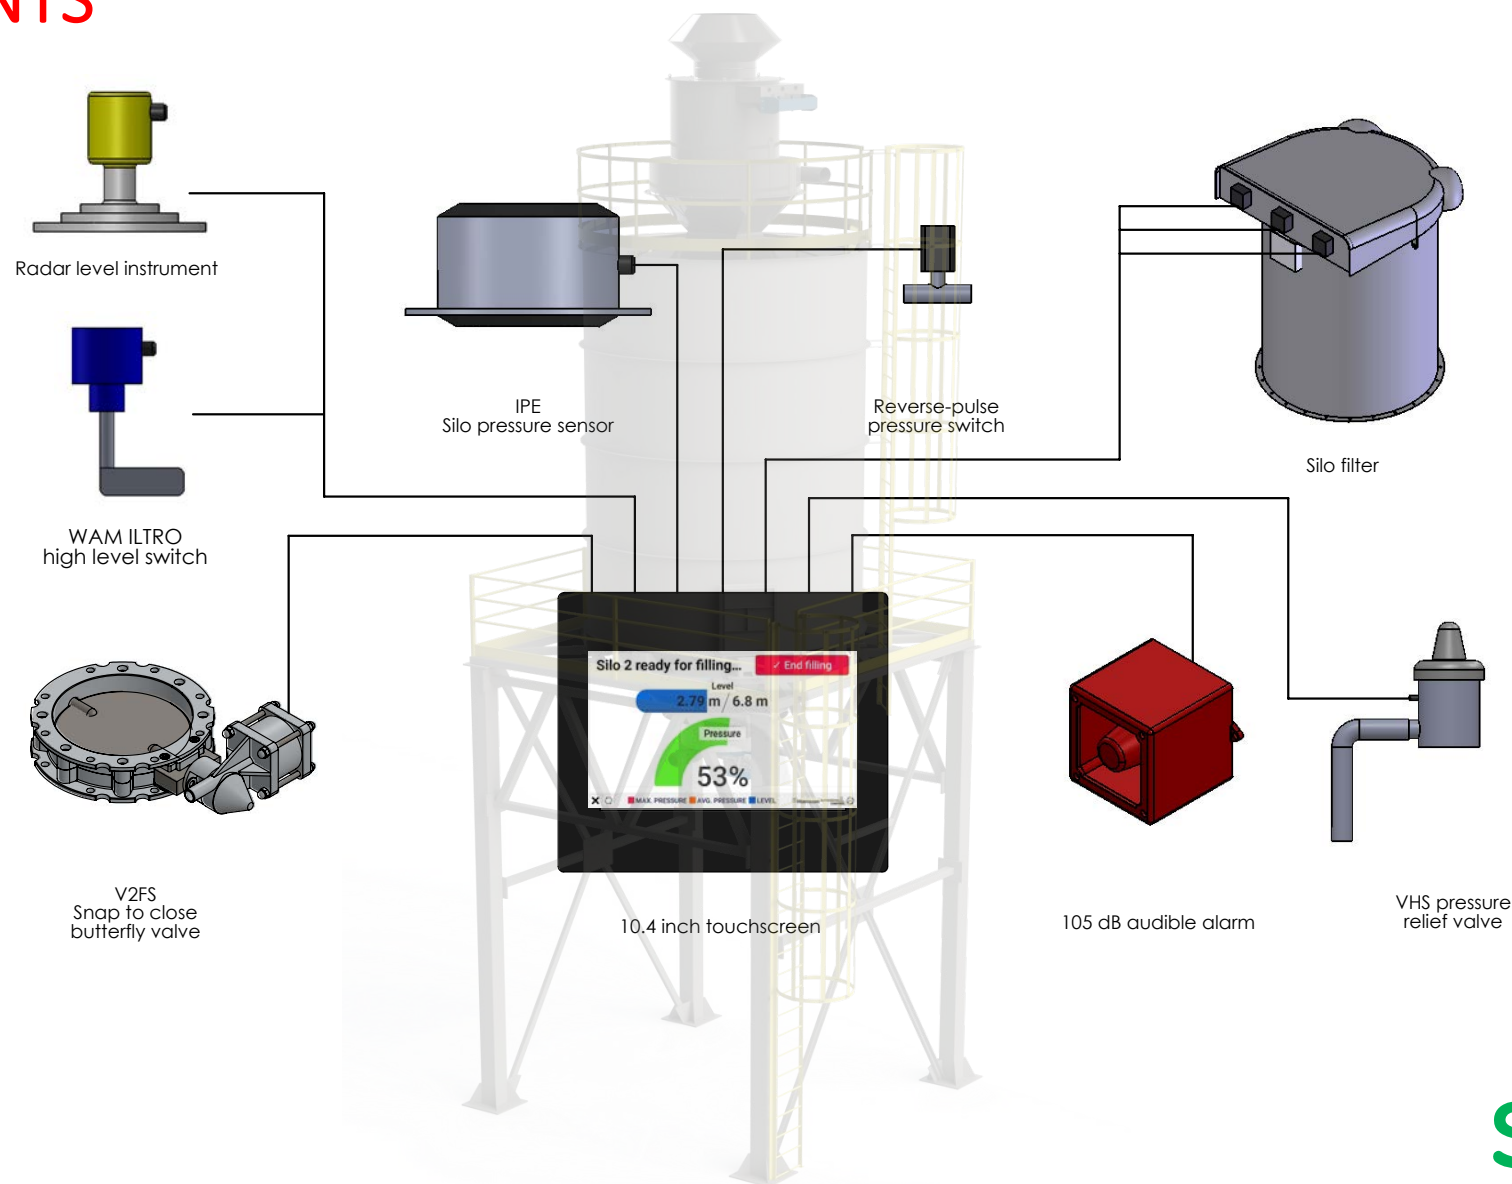 NTS
Radar level instrument
IPE
Silo pressure sensor
Reverse-pulse
pressure switch
Silo filter
WAM ILTRO
high level switch
Silo 2 ready for filling...
✓ End filling
Level
2.79 m / 6.8 m
Pressure
53%
MAX. PRESSURE AVG. PRESSURE LEVEL
V2FS
Snap to close
butterfly valve
10.4 inch touchscreen
105 dB audible alarm
VHS pressure
relief valve
S